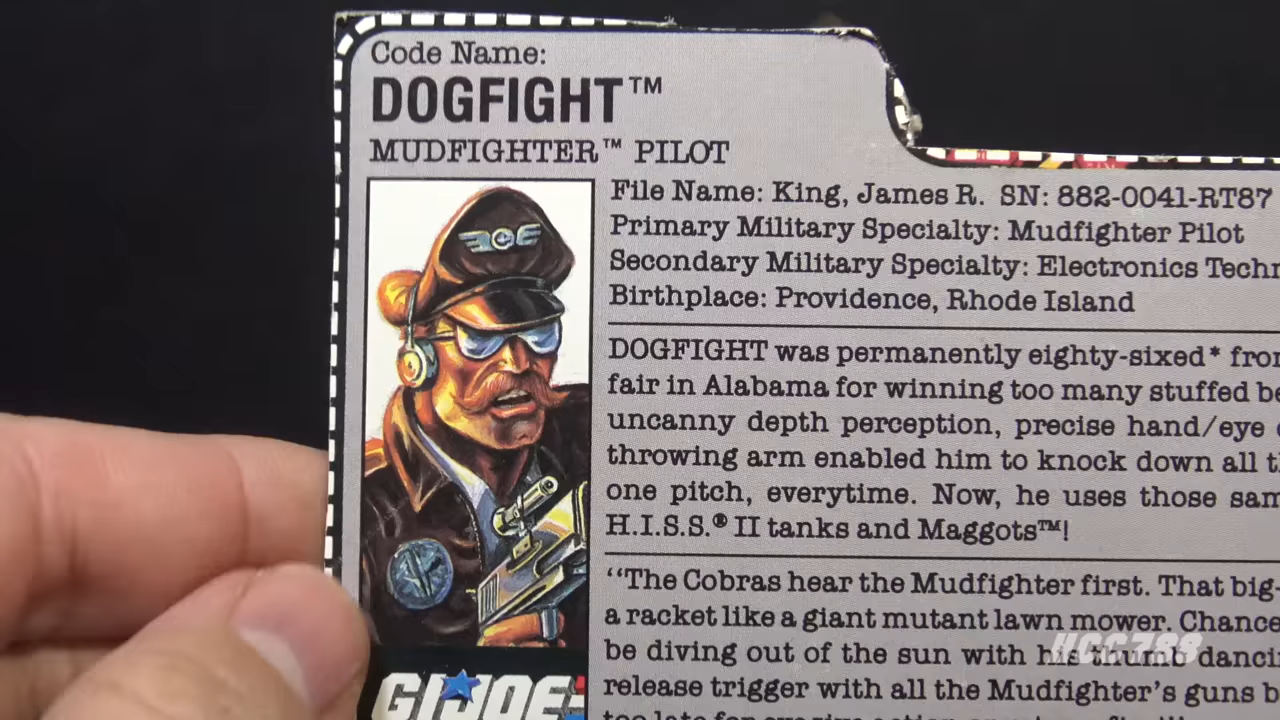 Code Name:
DOGFIGHT™
MUDFIGHTER™ PILOT
File Name: King, James R. SN: 882-0041-RT87
Primary Military Specialty: Mudfighter Pilot
Secondary Military Specialty: Electronics
Birthplace: Providence, Rhode Island
DOGFIGHT was permanently eighty-sixed*
fair in Alabama for winning too many stuffed
uncanny depth perception, precise hand/eye
throwing arm enabled him to knock down all
one pitch, everytime. Now, he uses those
H.I.S.S.® II tanks and Maggots™!
“The Cobras hear the Mudfighter first. That big-
a racket like a giant mutant lawn mower.
be diving out of the sun with his thumb
release trigger with all the Mudfighter's guns
HCC788
GI JOE